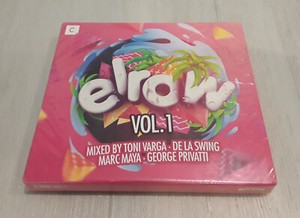 C
elrow
VOL.1
MIXED BY TONI VARGA · DE LA SWING
MARC MAYA · GEORGE PRIVATTI